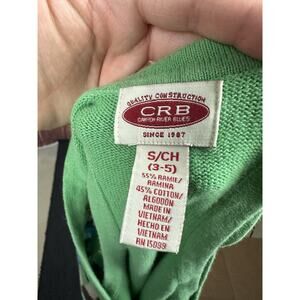 QUALITY CONSTRUCTION
CRB
CANYON RIVER BLUES
SINCE 1987
S/CH
(3-5)
55% RAMIE/
RAMINA
45% COTTON/
ALGODON
MADE IN
VIETNAM/
HECHO EN
VIETNAM
RN 15099